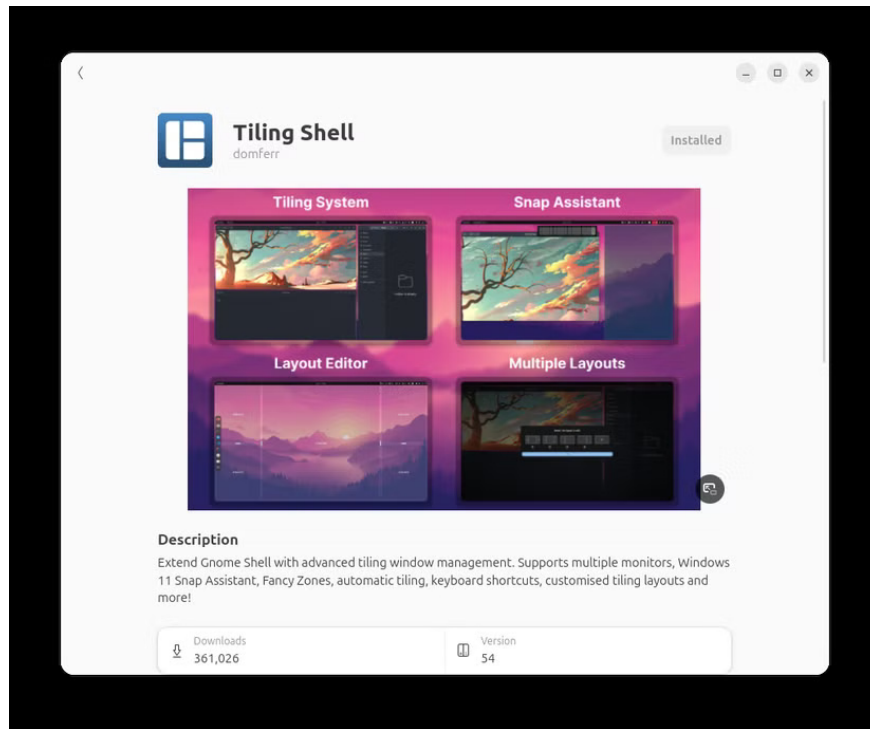 Tiling Shell
domferr
Installed
Tiling System
Snap Assistant
Layout Editor
Multiple Layouts
Description
Extend Gnome Shell with advanced tiling window management. Supports multiple monitors, Windows
11 Snap Assistant, Fancy Zones, automatic tiling, keyboard shortcuts, customised tiling layouts and
more!
Downloads
361,026
Version
54